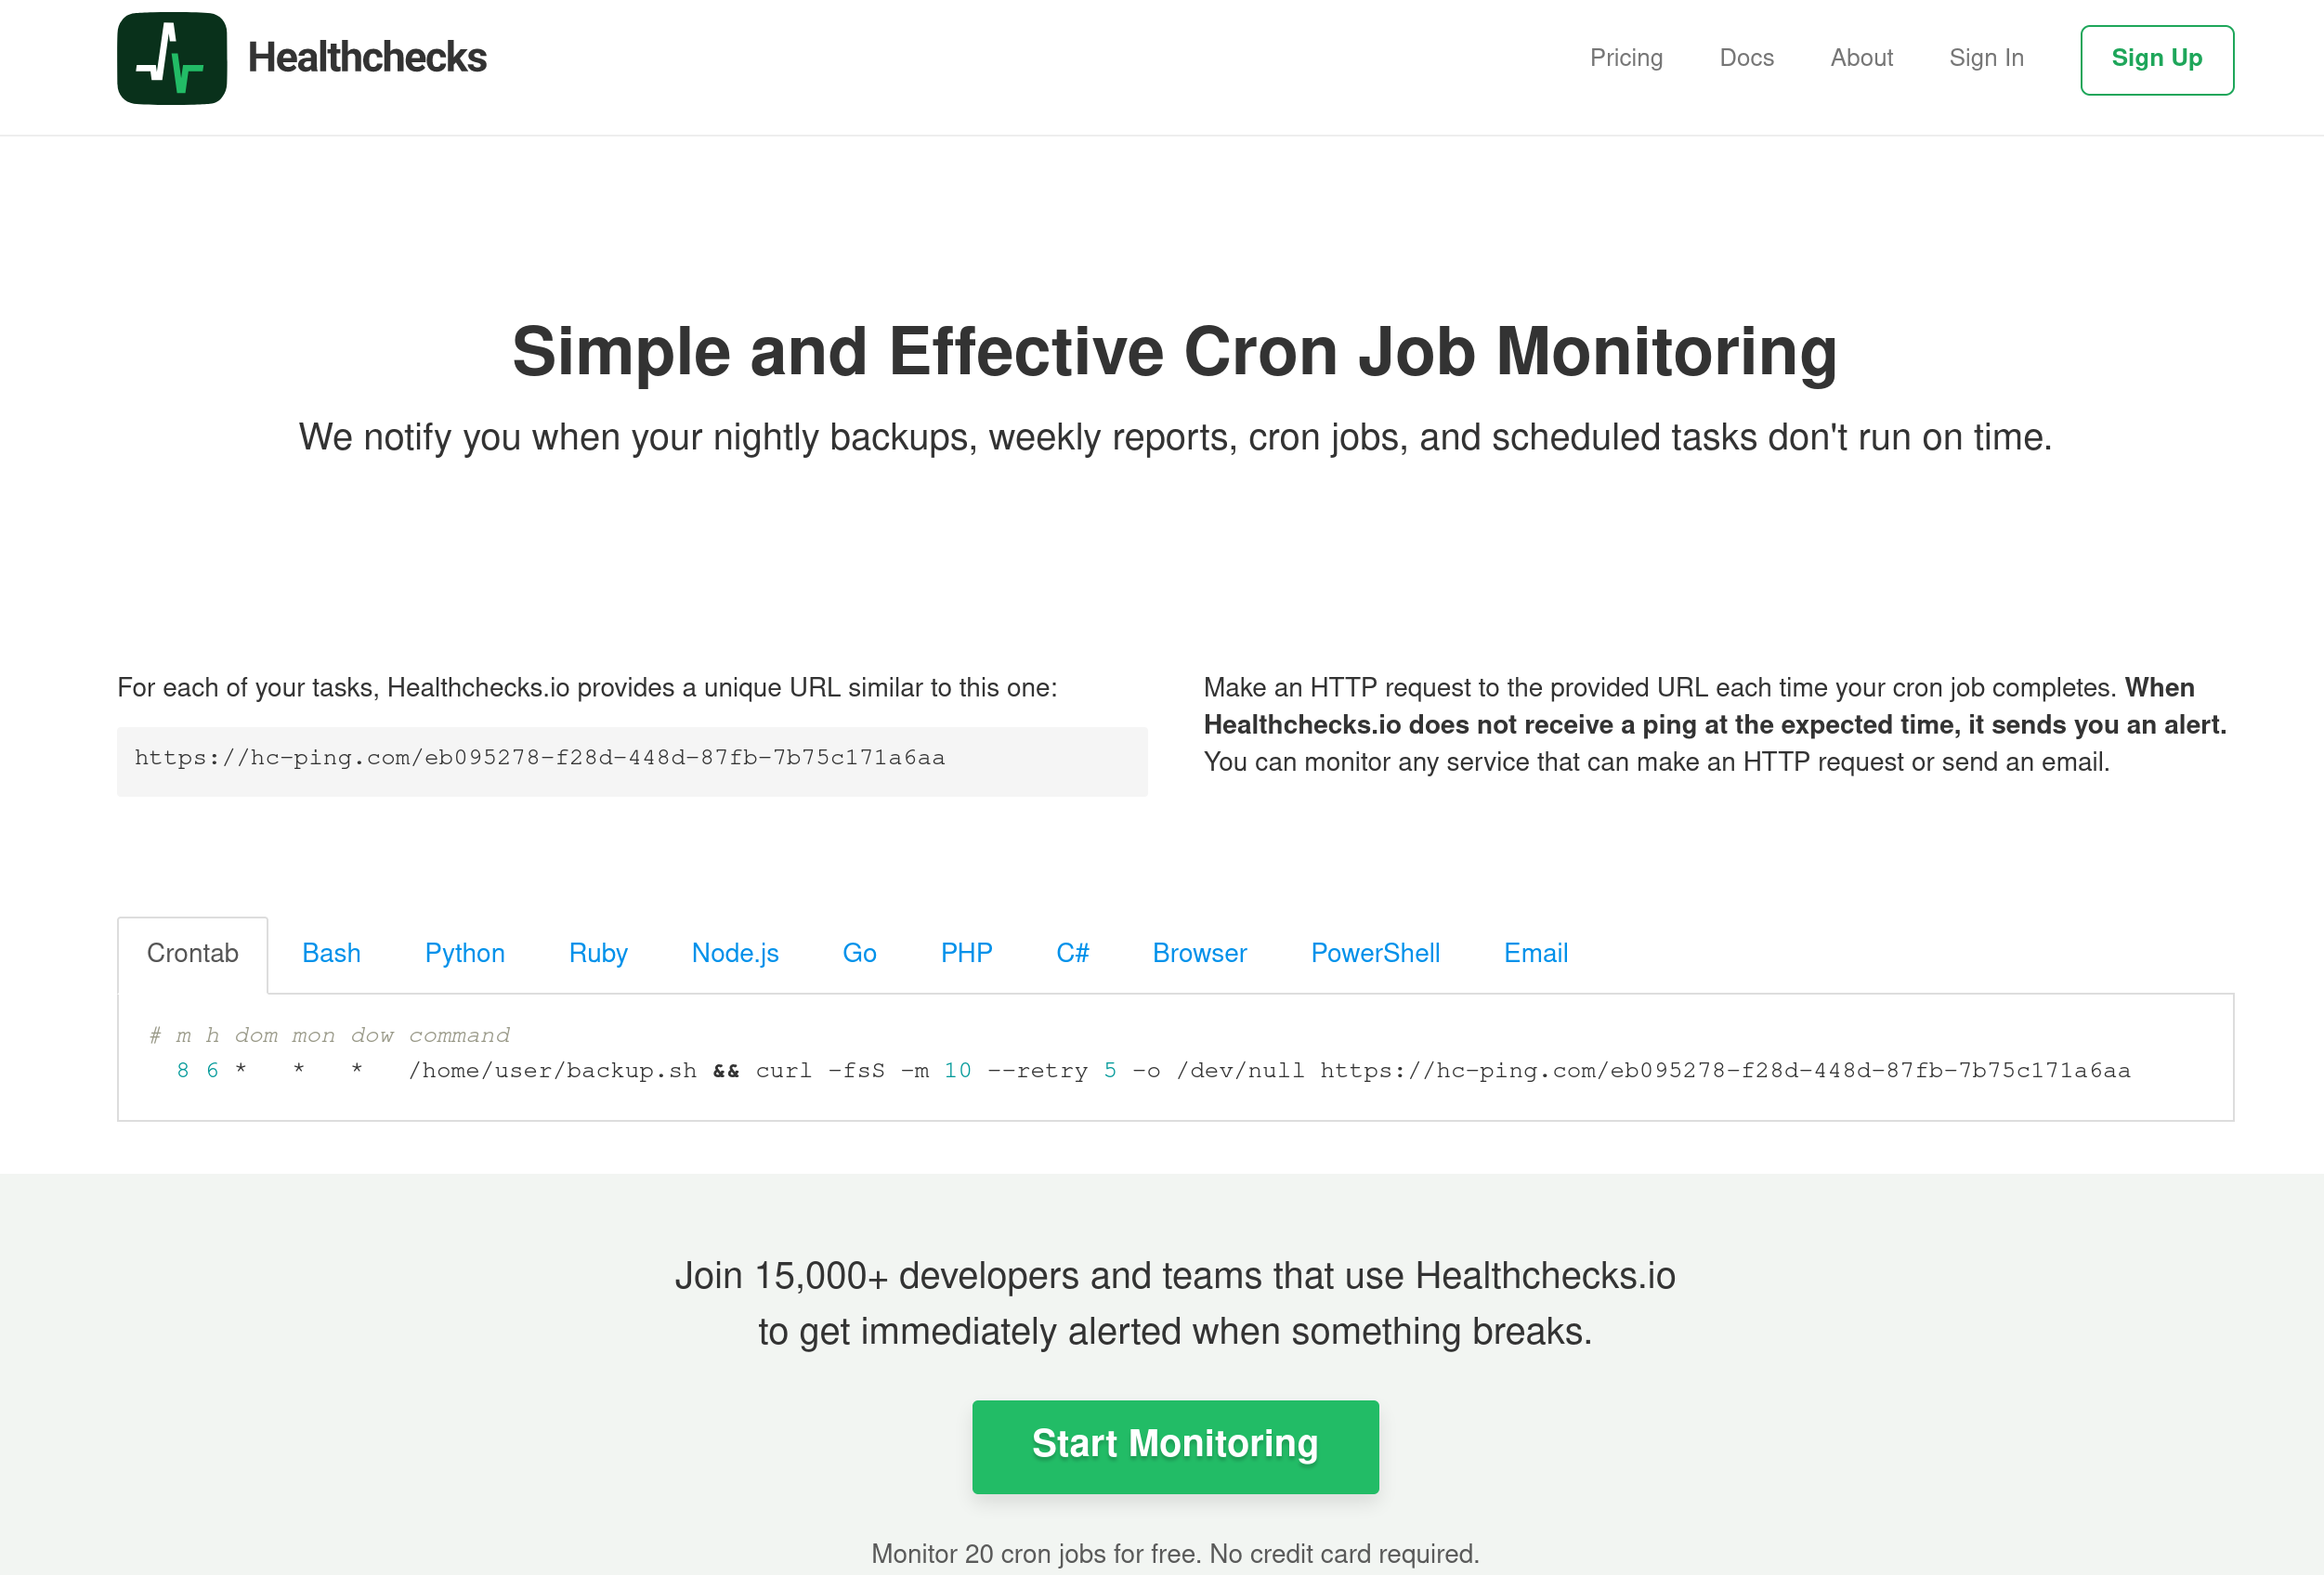 Healthchecks
Pricing Docs About Sign In Sign Up
Simple and Effective Cron Job Monitoring
We notify you when your nightly backups, weekly reports, cron jobs, and scheduled tasks don't run on time.
For each of your tasks, Healthchecks.io provides a unique URL similar to this one:
https://hc-ping.com/eb095278-f28d-448d-87fb-7b75c171a6aa
Make an HTTP request to the provided URL each time your cron job completes. When
Healthchecks.io does not receive a ping at the expected time, it sends you an alert.
You can monitor any service that can make an HTTP request or send an email.
Crontab Bash Python Ruby Node.js Go PHP C# Browser PowerShell Email
# m h dom mon dow command
  8 6 *   *   *   /home/user/backup.sh && curl -fsS -m 10 --retry 5 -o /dev/null https://hc-ping.com/eb095278-f28d-448d-87fb-7b75c171a6aa
Join 15,000+ developers and teams that use Healthchecks.io
to get immediately alerted when something breaks.
Start Monitoring
Monitor 20 cron jobs for free. No credit card required.